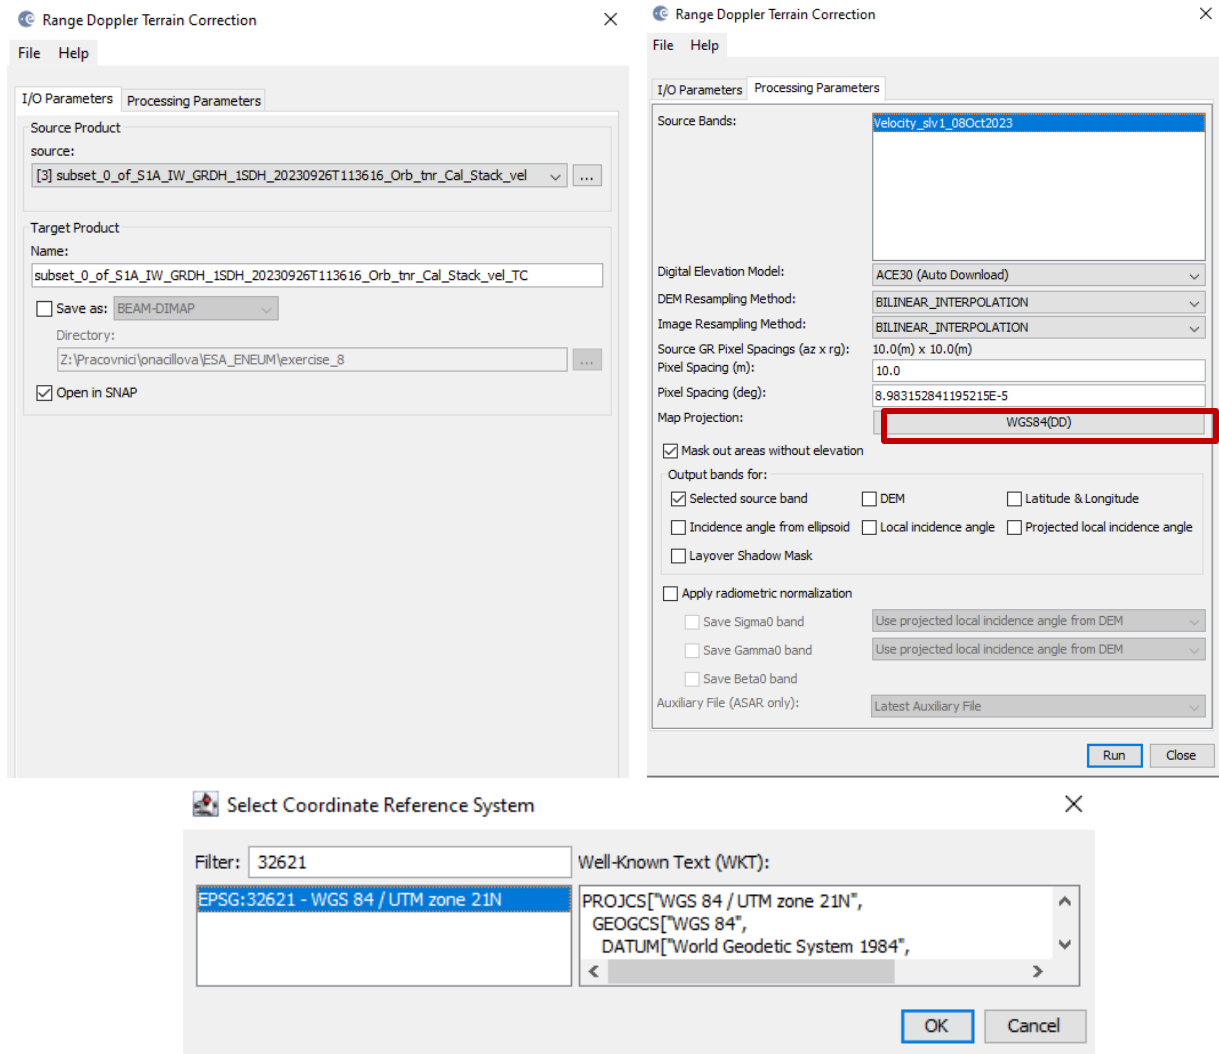 Range Doppler Terrain Correction
File Help
I/O Parameters Processing Parameters
Source Product
source:
[3] subset_0_of_S1A_IW_GRDH_1SDH_20230926T113616_Orb_tnr_Cal_Stack_vel ...
Target Product
Name:
subset_0_of_S1A_IW_GRDH_1SDH_20230926T113616_Orb_tnr_Cal_Stack_vel_TC
Save as: BEAM-DIMAP
Directory:
Z:\Pracovnici\onacillova\ESA_ENEUM\exercise_8 ...
Open in SNAP
Range Doppler Terrain Correction
File Help
I/O Parameters Processing Parameters
Source Bands: Velocity_slv1_08Oct2023
Digital Elevation Model: ACE30 (Auto Download)
DEM Resampling Method: BILINEAR_INTERPOLATION
Image Resampling Method: BILINEAR_INTERPOLATION
Source GR Pixel Spacings (az x rg): 10.0(m) x 10.0(m)
Pixel Spacing (m): 10.0
Pixel Spacing (deg): 8.983152841195215E-5
Map Projection: WGS84(DD)
Mask out areas without elevation
Output bands for:
Selected source band DEM Latitude & Longitude
Incidence angle from ellipsoid Local incidence angle Projected local incidence angle
Layover Shadow Mask
Apply radiometric normalization
Save Sigma0 band Use projected local incidence angle from DEM
Save Gamma0 band Use projected local incidence angle from DEM
Save Beta0 band
Auxiliary File (ASAR only): Latest Auxiliary File
Run Close
Select Coordinate Reference System
Filter: 32621 Well-Known Text (WKT):
EPSG:32621 - WGS 84 / UTM zone 21N
PROJCS["WGS 84 / UTM zone 21N",
GEOGCS["WGS 84",
DATUM["World Geodetic System 1984",
OK Cancel